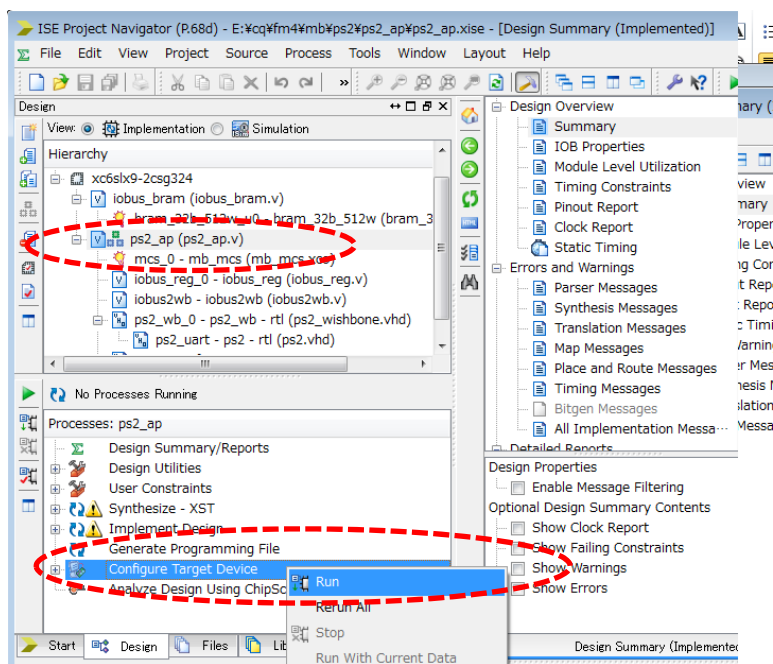 ISE Project Navigator (P.68d) - E:¥cq¥fm4¥mb¥ps2¥ps2_ap¥ps2_ap.xise - [Design Summary (Implemented)]
File Edit View Project Source Process Tools Window Layout Help
Design
View: Implementation Simulation
Hierarchy
xc6slx9-2csg324
iobus_bram (iobus_bram.v)
bram_32b_512w_u0 - bram_32b_512w (bram_3
ps2_ap (ps2_ap.v)
mcs_0 - mb_mcs (mb_mcs.xco)
iobus_reg_0 - iobus_reg (iobus_reg.v)
iobus2wb - iobus2wb (iobus2wb.v)
ps2_wb_0 - ps2_wb - rtl (ps2_wishbone.vhd)
ps2_uart - ps2 - rtl (ps2.vhd)
No Processes Running
Processes: ps2_ap
Design Summary/Reports
Design Utilities
User Constraints
Synthesize - XST
Implement Design
Generate Programming File
Configure Target Device
Analyze Design Using ChipSc
Run
Rerun All
Stop
Run With Current Data
Start Design Files Lib
Design Overview
Summary
IOB Properties
Module Level Utilization
Timing Constraints
Pinout Report
Clock Report
Static Timing
Errors and Warnings
Parser Messages
Synthesis Messages
Translation Messages
Map Messages
Place and Route Messages
Timing Messages
Bitgen Messages
All Implementation Messa…
Detailed Reports
Design Properties
Enable Message Filtering
Optional Design Summary Contents
Show Clock Report
Show Failing Constraints
Show Warnings
Show Errors
Design Summary (Implemented